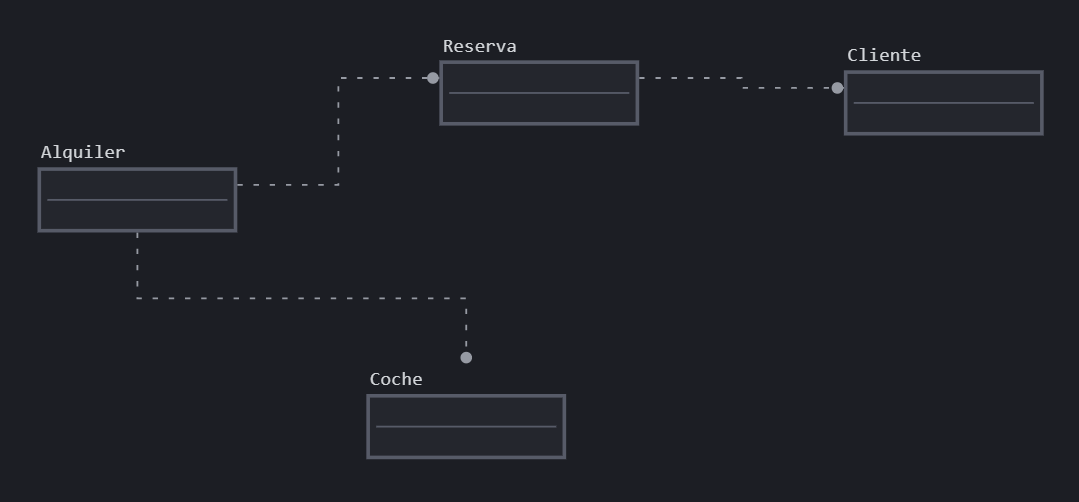 Reserva
Cliente
Alquiler
Coche